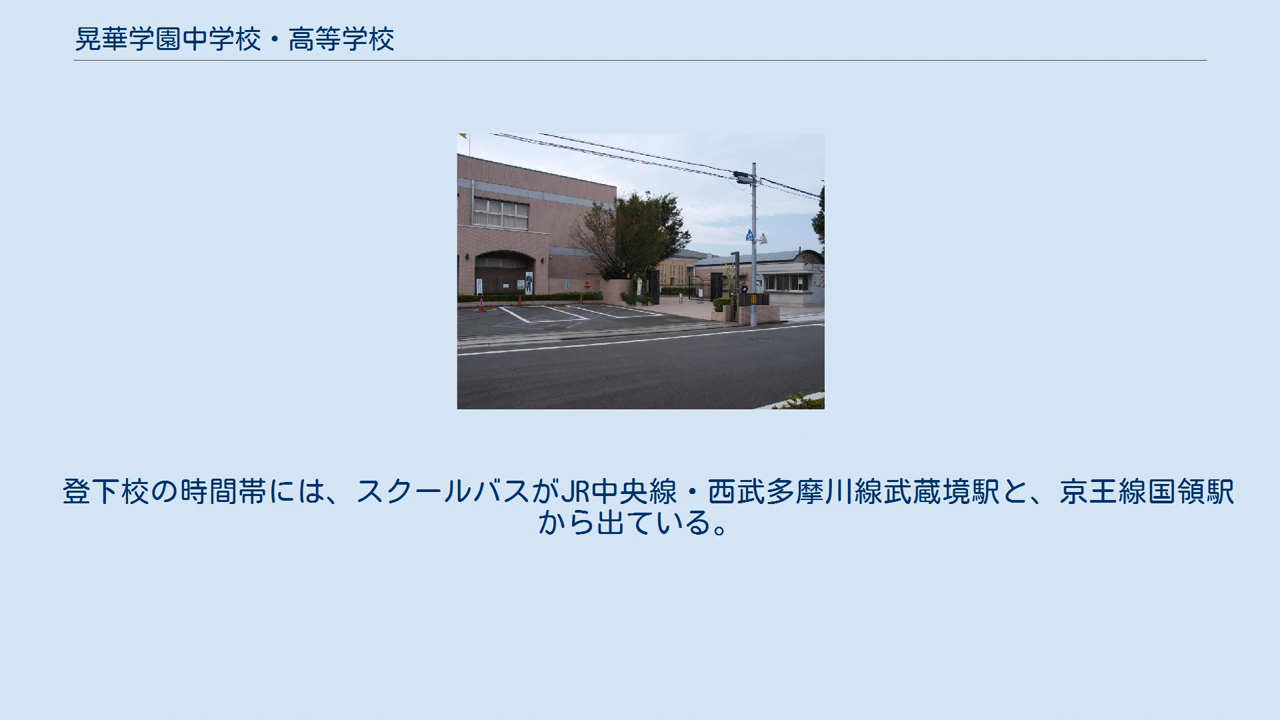 晃華学園中学校・高等学校
登下校の時間帯には、スクールバスがJR中央線・西武多摩川線武蔵境駅と、京王線国領駅
から出ている。